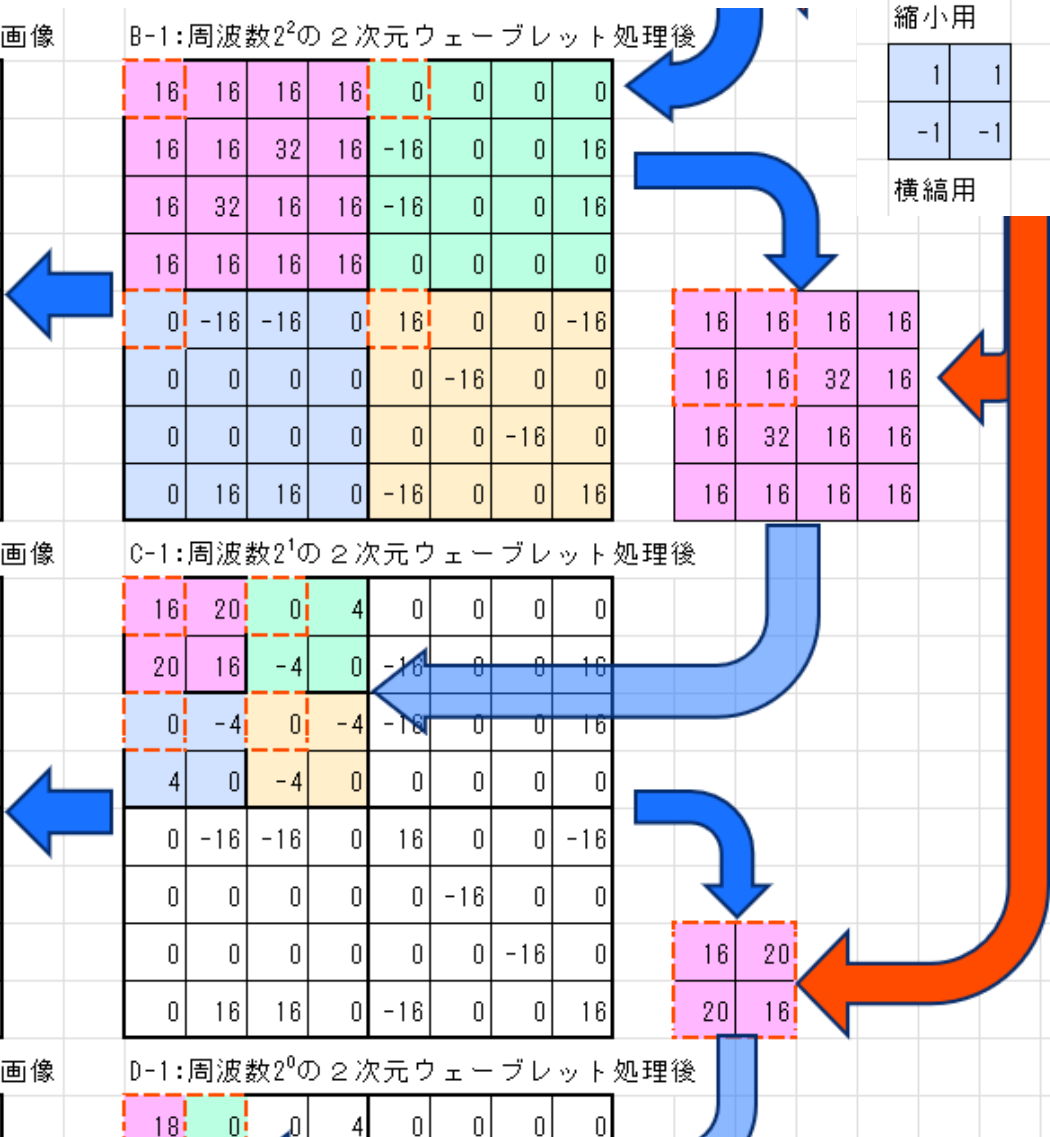 画像
B-1:周波数2²の２次元ウェーブレット処理後
縮小用
1 1
-1 -1
横縞用
16 16 16 16 0 0 0 0
16 16 32 16 -16 0 0 16
16 32 16 16 -16 0 0 16
16 16 16 16 0 0 0 0
0 -16 -16 0 16 0 0 -16
0 0 0 0 0 -16 0 0
0 0 0 0 0 0 -16 0
0 16 16 0 -16 0 0 16
16 16 16 16
16 16 32 16
16 32 16 16
16 16 16 16
画像
C-1:周波数2¹の２次元ウェーブレット処理後
16 20 0 4 0 0 0 0
20 16 -4 0 -16 0 0 16
0 -4 0 -4 -16 0 0 16
4 0 -4 0 0 0 0 0
0 -16 -16 0 16 0 0 -16
0 0 0 0 0 -16 0 0
0 0 0 0 0 0 -16 0
0 16 16 0 -16 0 0 16
16 20
20 16
画像
D-1:周波数2⁰の２次元ウェーブレット処理後
18 0 0 4 0 0 0 0